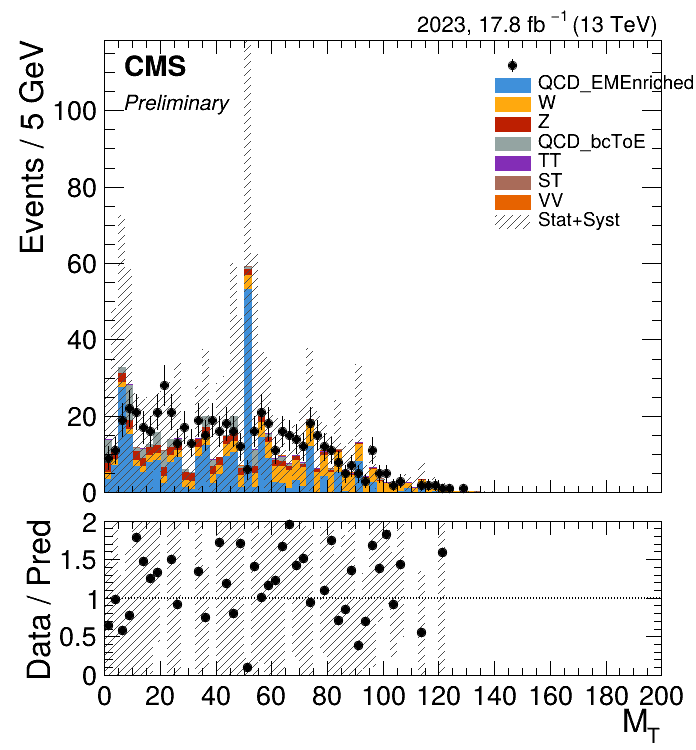 2023, 17.8 fb⁻¹ (13 TeV)
CMS
Preliminary
QCD_EMEnriched
W
Z
QCD_bcToE
TT
ST
VV
Stat+Syst
Events / 5 GeV
100
80
60
40
20
0
Data / Pred
2
1.5
1
0.5
0
0 20 40 60 80 100 120 140 160 180 200
M_T